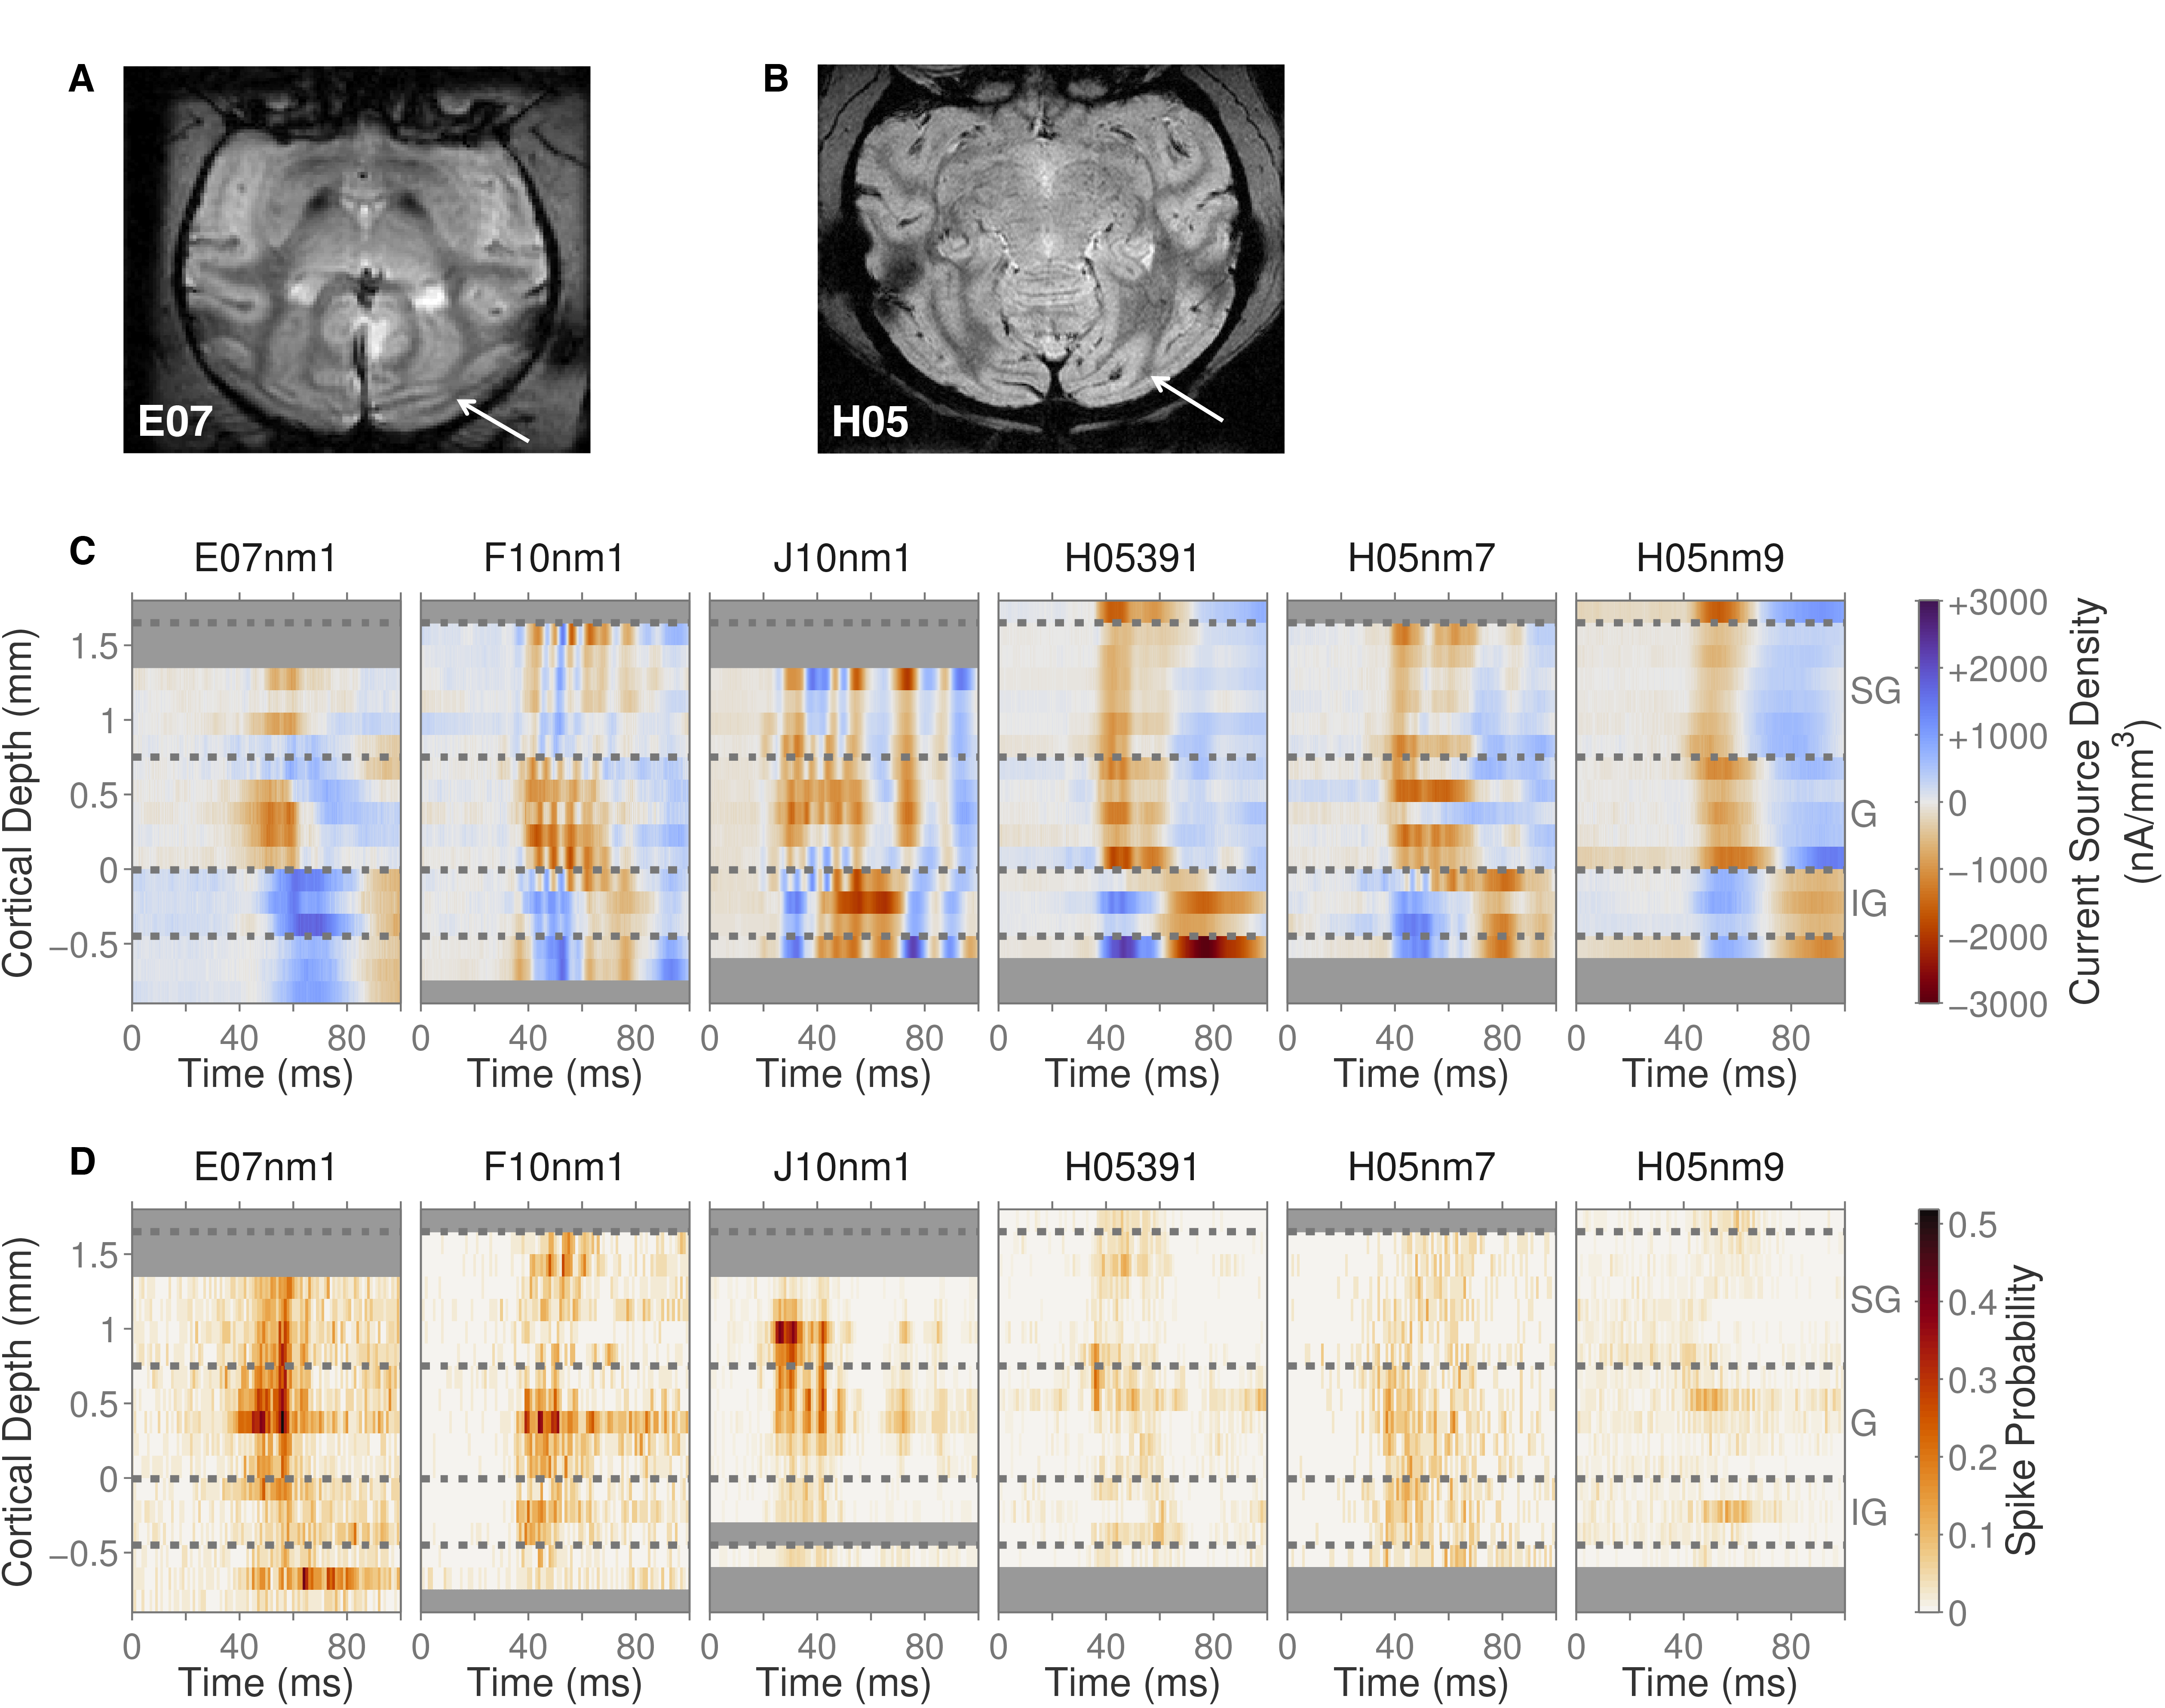 A
B
E07
H05
C
E07nm1 F10nm1 J10nm1 H05391 H05nm7 H05nm9
Cortical Depth (mm)
1.5
1
0.5
0
−0.5
SG
G
IG
+3000
+2000
+1000
0
−1000
−2000
−3000
Current Source Density
(nA/mm³)
0 40 80 0 40 80 0 40 80 0 40 80 0 40 80 0 40 80
Time (ms) Time (ms) Time (ms) Time (ms) Time (ms) Time (ms)
D
E07nm1 F10nm1 J10nm1 H05391 H05nm7 H05nm9
Cortical Depth (mm)
1.5
1
0.5
0
−0.5
SG
G
IG
0.5
0.4
0.3
0.2
0.1
0
Spike Probability
0 40 80 0 40 80 0 40 80 0 40 80 0 40 80 0 40 80
Time (ms) Time (ms) Time (ms) Time (ms) Time (ms) Time (ms)